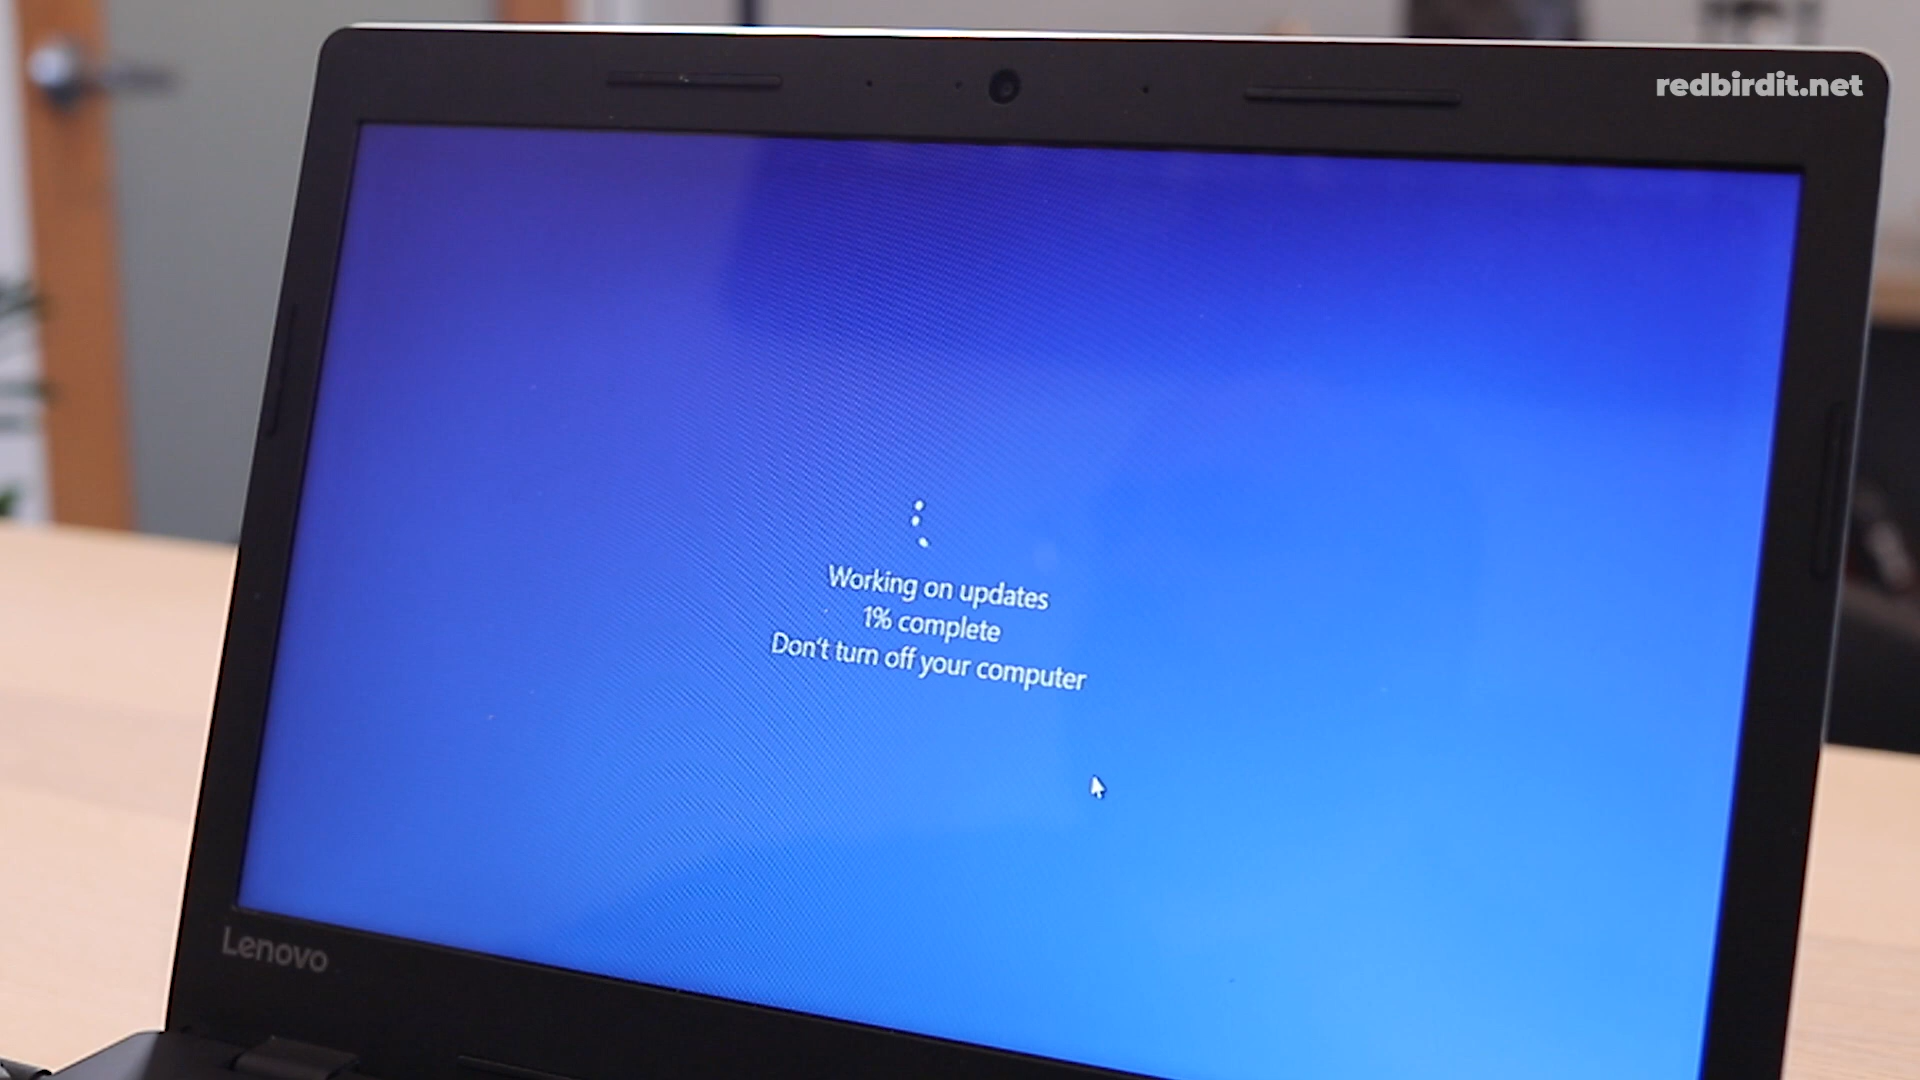 redbirdit.net
Working on updates
1% complete
Don't turn off your computer
Lenovo